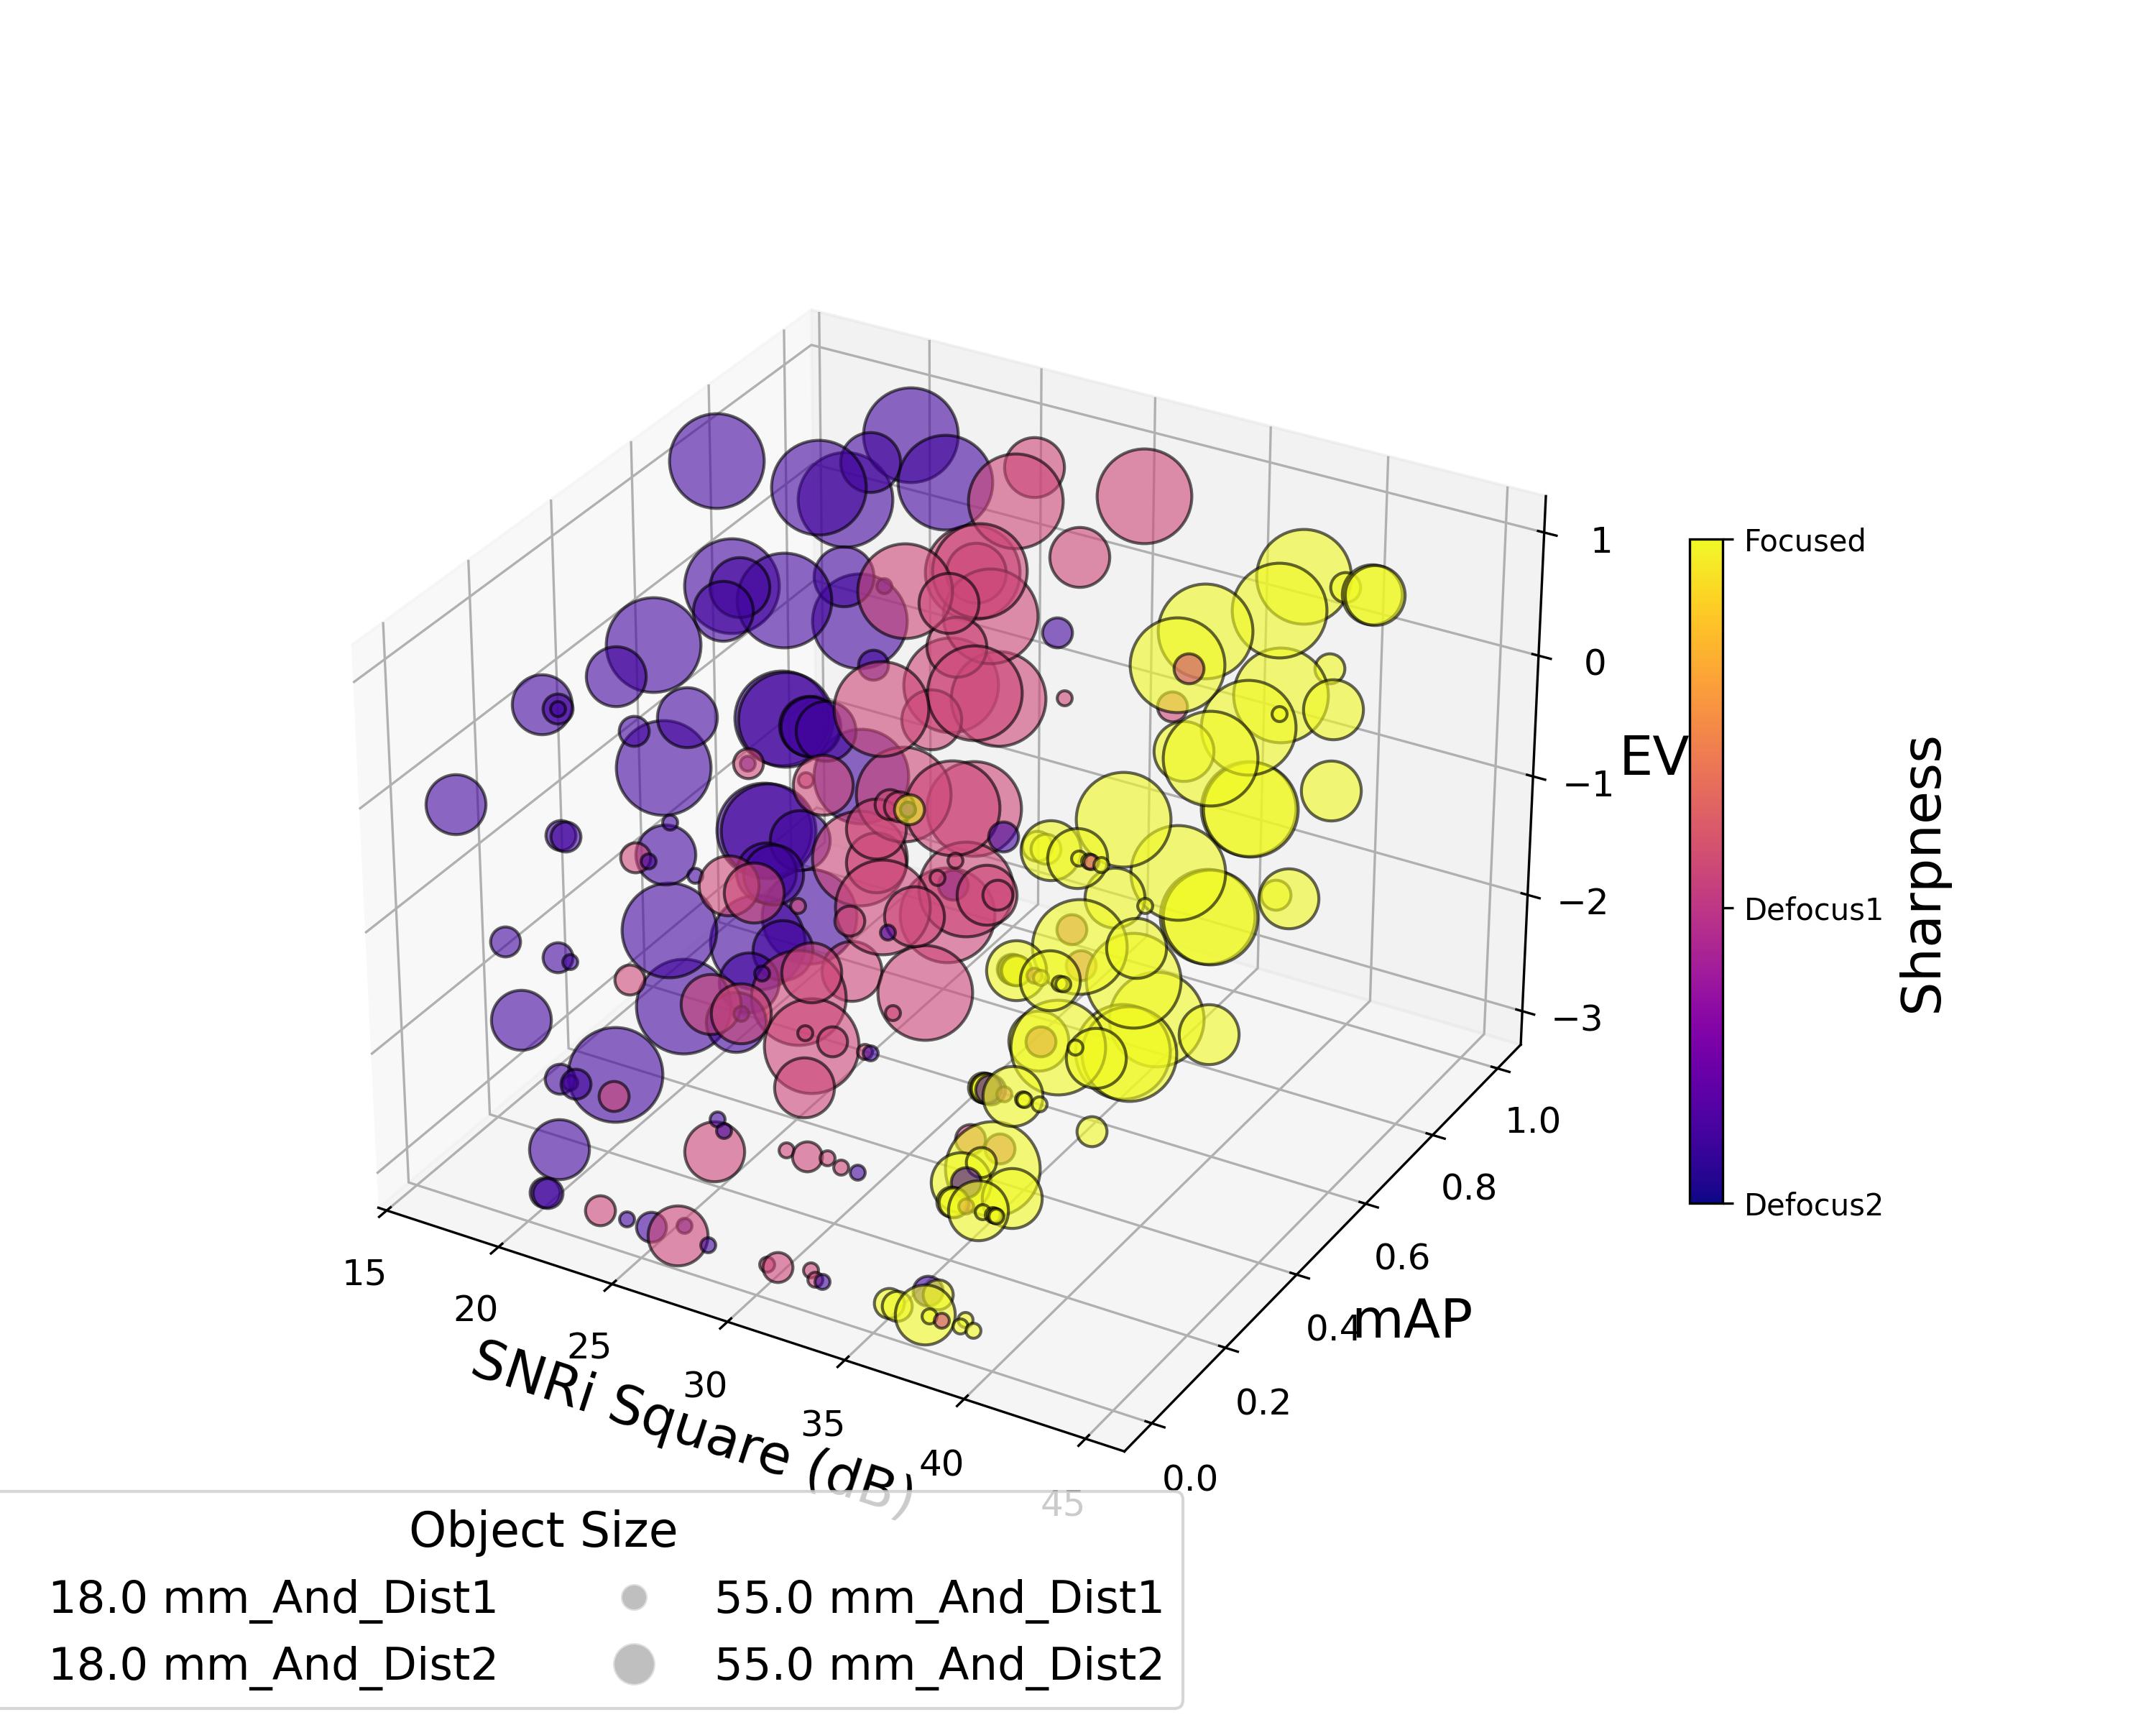 1
0
−1
−2
−3
EV
Focused
Defocus1
Defocus2
Sharpness
1.0
0.8
0.6
0.4
0.2
0.0
mAP
15
20
25
30
35
40
45
SNRi Square (dB)
Object Size
18.0 mm_And_Dist1
55.0 mm_And_Dist1
18.0 mm_And_Dist2
55.0 mm_And_Dist2